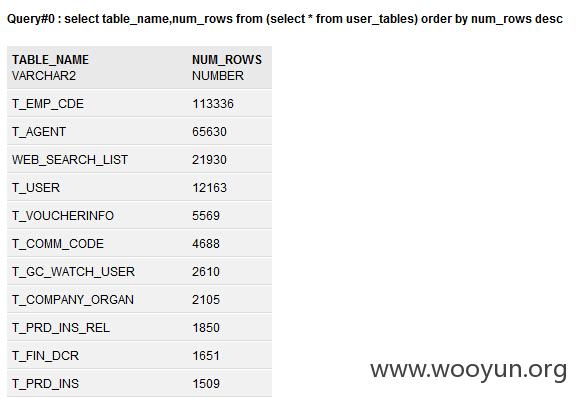 Query#0 : select table_name,num_rows from (select * from user_tables) order by num_rows desc
TABLE_NAME NUM_ROWS
VARCHAR2 NUMBER
T_EMP_CDE 113336
T_AGENT 65630
WEB_SEARCH_LIST 21930
T_USER 12163
T_VOUCHERINFO 5569
T_COMM_CODE 4688
T_GC_WATCH_USER 2610
T_COMPANY_ORGAN 2105
T_PRD_INS_REL 1850
T_FIN_DCR 1651
T_PRD_INS 1509
www.wooyun.org